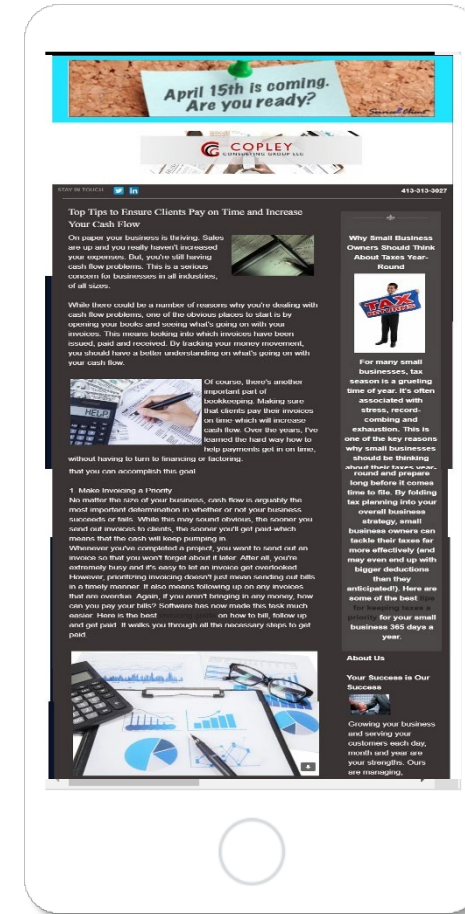 April 15th is coming.
Are you ready?
COPLEY
CONSULTING GROUP LLC
STAY IN TOUCH
413-313-3627
Top Tips to Ensure Clients Pay on Time and Increase
Your Cash Flow
On paper your business is thriving. Sales
are up and you really haven't increased
your expenses. But, you're still having
cash flow problems. This is a serious
concern for businesses in all industries,
of all sizes.
While there could be a number of reasons why you're dealing with
cash flow problems, one of the obvious places to start is by
opening your books and seeing what's going on with your
invoices. This means looking into which invoices have been
issued, paid and received. By tracking your money movement,
you should have a better understanding on what's going on with
your cash flow.
HELP
Of course, there's another
important part of
bookkeeping. Making sure
that clients pay their invoices
on time which will increase
cash flow. Over the years, I've
learned the hard way how to
help payments get in on time,
without having to turn to financing or factoring.
that you can accomplish this goal
1. Make Invoicing a Priority
No matter the size of your business, cash flow is arguably the
most important determination in whether or not your business
succeeds or fails. While this may sound obvious, the sooner you
send out invoices to clients, the sooner you'll get paid-which
means that the cash will keep pumping in.
Whenever you've completed a project, you want to send out an
invoice so that you won't forget about it later. After all, you're
extremely busy and it's easy to let an invoice get overlooked.
However, prioritizing invoicing doesn't just mean sending out bills
in a timely manner. It also means following up on any invoices
that are overdue. Again, if you aren't bringing in any money, how
can you pay your bills? Software has now made this task much
easier. Here is the best on how to bill, follow up
and get paid. It walks you through all the necessary steps to get
paid.
Why Small Business
Owners Should Think
About Taxes Year-
Round
TAX
RETURNS
For many small
businesses, tax
season is a grueling
time of year. It's often
associated with
stress, record-
combing and
exhaustion. This is
one of the key reasons
why small businesses
should be thinking
about their taxes year-
round and prepare
long before it comes
time to file. By folding
tax planning into your
overall business
strategy, small
business owners can
tackle their taxes far
more effectively (and
may even end up with
bigger deductions
than they
anticipated!). Here are
some of the best tips
for keeping taxes a
priority for your small
business 365 days a
year.
About Us
Your Success is Our
Success
Growing your business
and serving your
customers each day,
month and year are
your strengths. Ours
are managing,